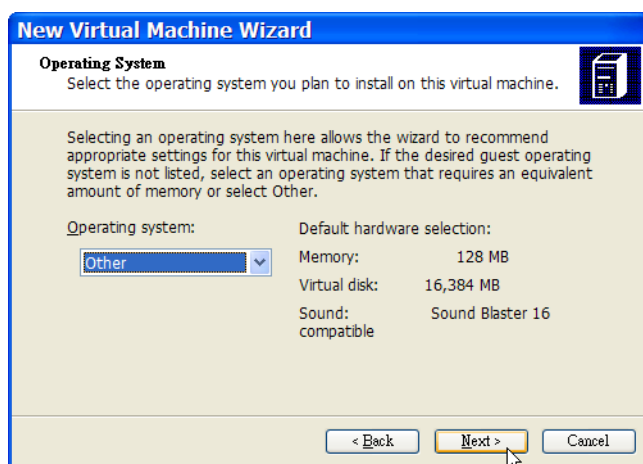 New Virtual Machine Wizard
Operating System
Select the operating system you plan to install on this virtual machine.
Selecting an operating system here allows the wizard to recommend
appropriate settings for this virtual machine. If the desired guest operating
system is not listed, select an operating system that requires an equivalent
amount of memory or select Other.
Operating system:
Other
Default hardware selection:
Memory: 128 MB
Virtual disk: 16,384 MB
Sound: Sound Blaster 16
compatible
< Back Next > Cancel